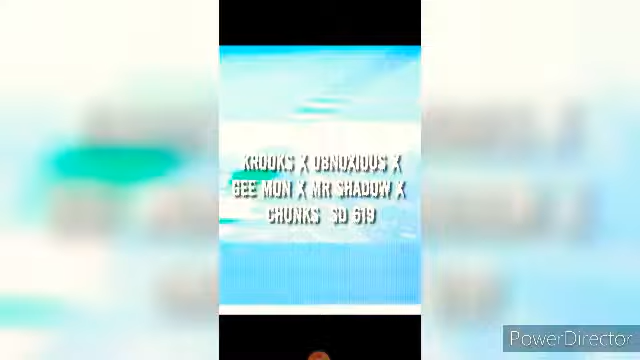 KROOKS X OBNOXIOUS X
GEE MON X MR SHADOW X
CHUNKS SD 619
PowerDirector